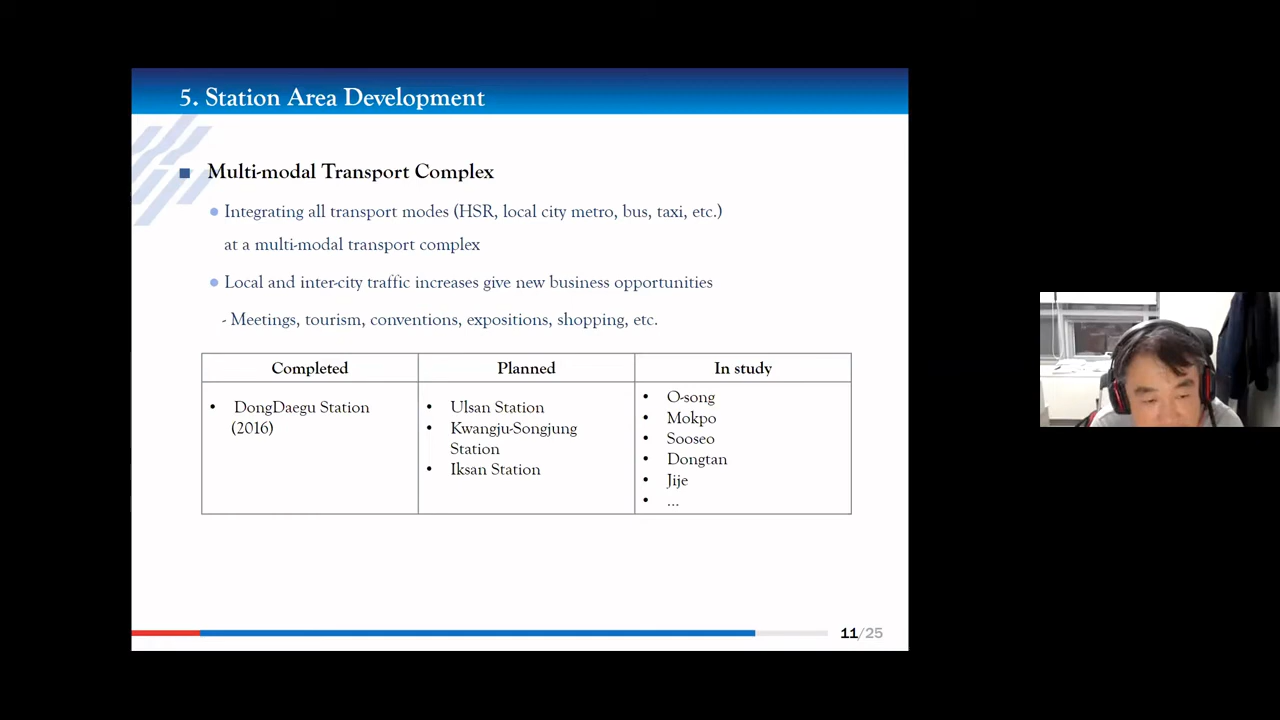 5. Station Area Development
■ Multi-modal Transport Complex
● Integrating all transport modes (HSR, local city metro, bus, taxi, etc.)
at a multi-modal transport complex
● Local and inter-city traffic increases give new business opportunities
- Meetings, tourism, conventions, expositions, shopping, etc.
Completed
Planned
In study
• DongDaegu Station
(2016)
• Ulsan Station
• Kwangju-Songjung
Station
• Iksan Station
• O-song
• Mokpo
• Sooseo
• Dongtan
• Jije
• ...
11/25